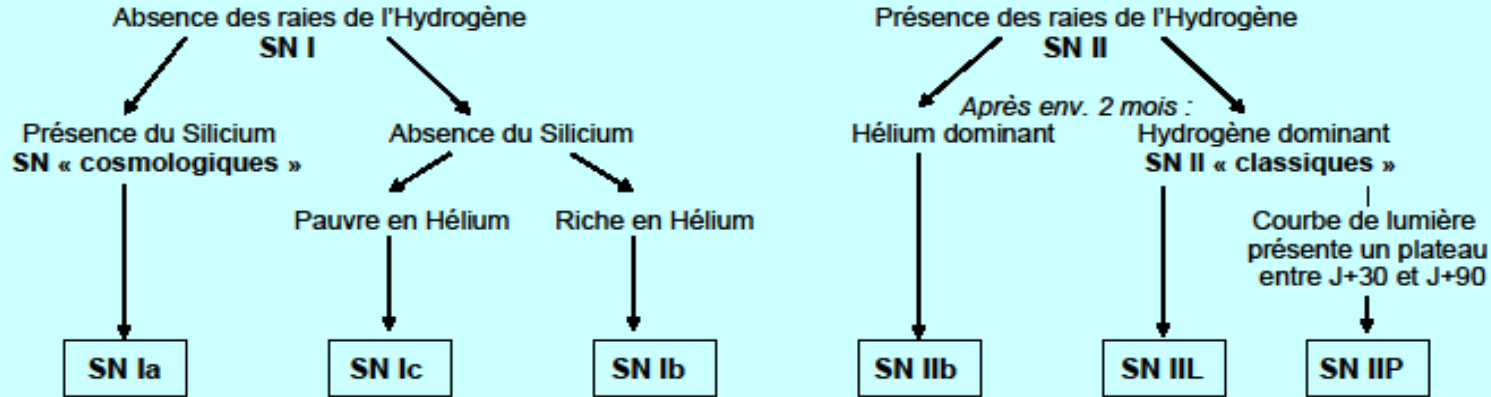 Absence des raies de l'Hydrogène
SN I
Présence du Silicium
SN « cosmologiques »
Absence du Silicium
Pauvre en Hélium
Riche en Hélium
SN Ia
SN Ic
SN Ib
Présence des raies de l'Hydrogène
SN II
Après env. 2 mois :
Hélium dominant
Hydrogène dominant
SN II « classiques »
Courbe de lumière
présente un plateau
entre J+30 et J+90
SN IIb
SN IIL
SN IIP